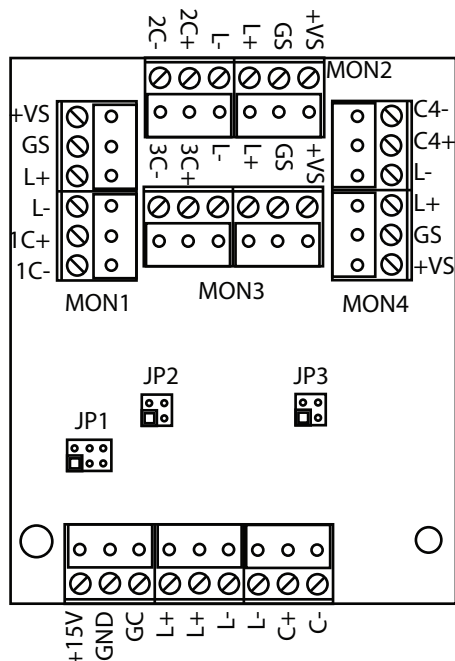 2C- 2C+ L- L+ GS +VS
MON2
+VS
GS
L+
L-
1C+
1C-
MON1
3C- 3C+ L- L+ GS +VS
MON3
C4-
C4+
L-
L+
GS
+VS
MON4
JP2
JP3
JP1
+15V GND GC L+ L+ L- L- C+ C-